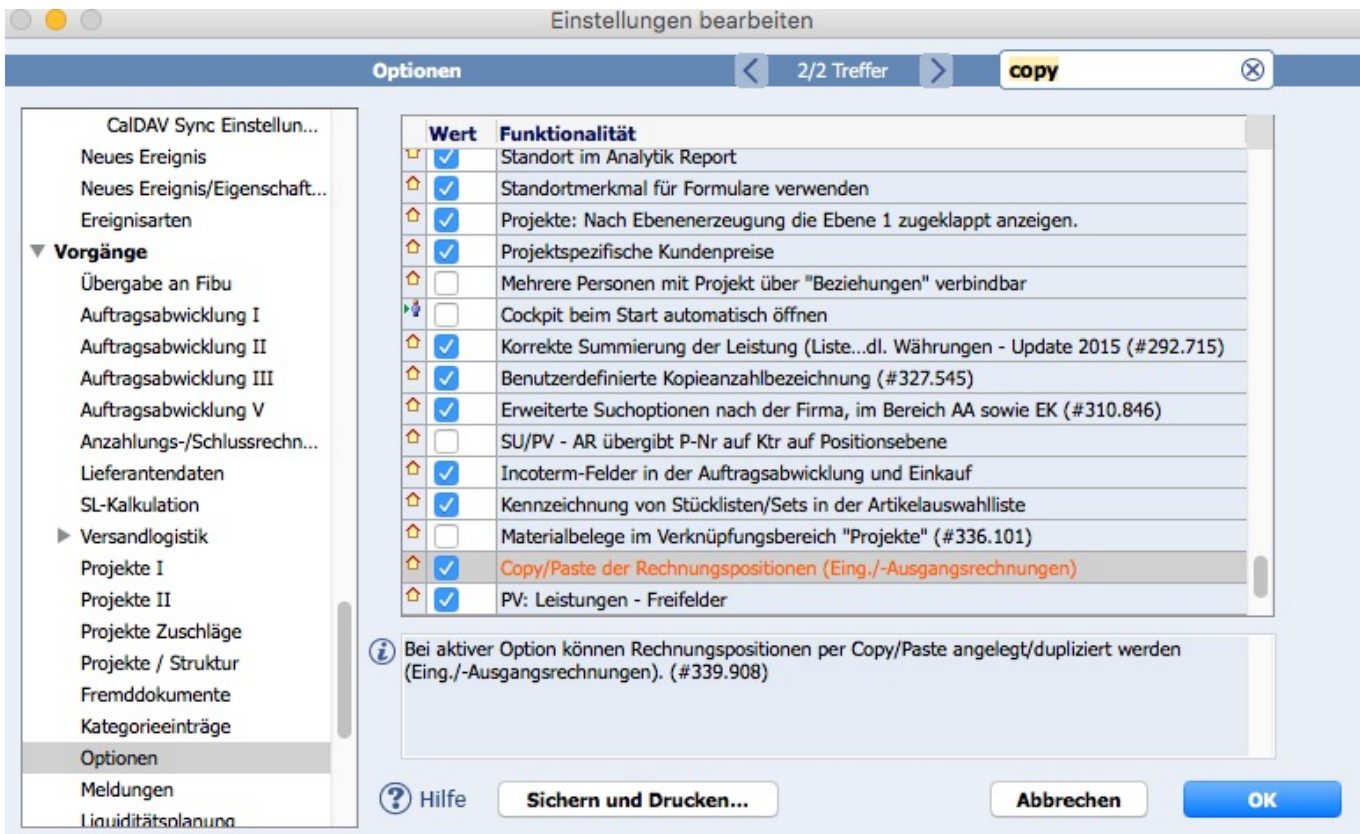 Einstellungen bearbeiten
Optionen
2/2 Treffer
copy
CalDAV Sync Einstellun...
Neues Ereignis
Neues Ereignis/Eigenschaft...
Ereignisarten
Vorgänge
Übergabe an Fibu
Auftragsabwicklung I
Auftragsabwicklung II
Auftragsabwicklung III
Auftragsabwicklung V
Anzahlungs-/Schlussrechn...
Lieferantendaten
SL-Kalkulation
Versandlogistik
Projekte I
Projekte II
Projekte Zuschläge
Projekte / Struktur
Fremddokumente
Kategorieeinträge
Optionen
Meldungen
Liquiditätsplanung
Wert Funktionalität
Standort im Analytik Report
Standortmerkmal für Formulare verwenden
Projekte: Nach Ebenenerzeugung die Ebene 1 zugeklappt anzeigen.
Projektspezifische Kundenpreise
Mehrere Personen mit Projekt über "Beziehungen" verbindbar
Cockpit beim Start automatisch öffnen
Korrekte Summierung der Leistung (Liste...dl. Währungen - Update 2015 (#292.715)
Benutzerdefinierte Kopieanzahlbezeichnung (#327.545)
Erweiterte Suchoptionen nach der Firma, im Bereich AA sowie EK (#310.846)
SU/PV - AR übergibt P-Nr auf Ktr auf Positionsebene
Incoterm-Felder in der Auftragsabwicklung und Einkauf
Kennzeichnung von Stücklisten/Sets in der Artikelauswahlliste
Materialbelege im Verknüpfungsbereich "Projekte" (#336.101)
Copy/Paste der Rechnungspositionen (Eing./-Ausgangsrechnungen)
PV: Leistungen - Freifelder
Bei aktiver Option können Rechnungspositionen per Copy/Paste angelegt/dupliziert werden
(Eing./-Ausgangsrechnungen). (#339.908)
? Hilfe
Sichern und Drucken...
Abbrechen
OK